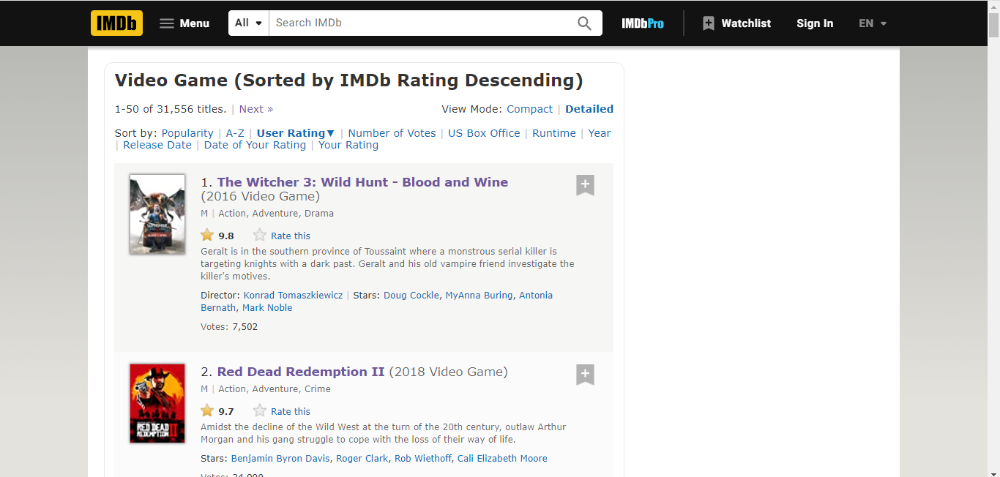 IMDb Menu All Search IMDb IMDbPro Watchlist Sign In EN
Video Game (Sorted by IMDb Rating Descending)
1-50 of 31,556 titles. | Next » View Mode: Compact | Detailed
Sort by: Popularity | A-Z | User Rating▼ | Number of Votes | US Box Office | Runtime | Year
| Release Date | Date of Your Rating | Your Rating
1. The Witcher 3: Wild Hunt - Blood and Wine
(2016 Video Game)
M | Action, Adventure, Drama
9.8 Rate this
Geralt is in the southern province of Toussaint where a monstrous serial killer is
targeting knights with a dark past. Geralt and his old vampire friend investigate the
killer's motives.
Director: Konrad Tomaszkiewicz | Stars: Doug Cockle, MyAnna Buring, Antonia
Bernath, Mark Noble
Votes: 7,502
2. Red Dead Redemption II (2018 Video Game)
M | Action, Adventure, Crime
9.7 Rate this
RED DEAD
REDEMPTION II
Amidst the decline of the Wild West at the turn of the 20th century, outlaw Arthur
Morgan and his gang struggle to cope with the loss of their way of life.
Stars: Benjamin Byron Davis, Roger Clark, Rob Wiethoff, Cali Elizabeth Moore